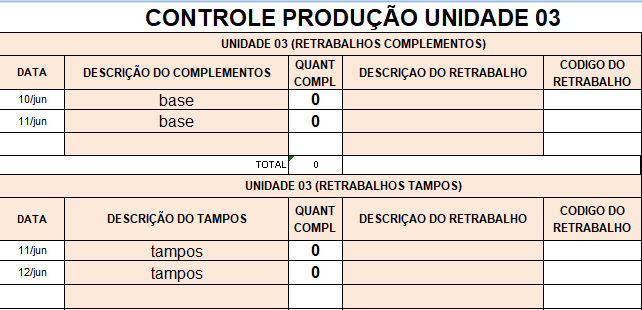 CONTROLE PRODUÇÃO UNIDADE 03
UNIDADE 03 (RETRABALHOS COMPLEMENTOS)
DATA DESCRIÇÃO DO COMPLEMENTOS QUANT COMPL DESCRIÇAO DO RETRABALHO CODIGO DO RETRABALHO
10/jun base 0
11/jun base 0
TOTAL 0
UNIDADE 03 (RETRABALHOS TAMPOS)
DATA DESCRIÇÃO DO TAMPOS QUANT COMPL DESCRIÇAO DO RETRABALHO CODIGO DO RETRABALHO
11/jun tampos 0
12/jun tampos 0